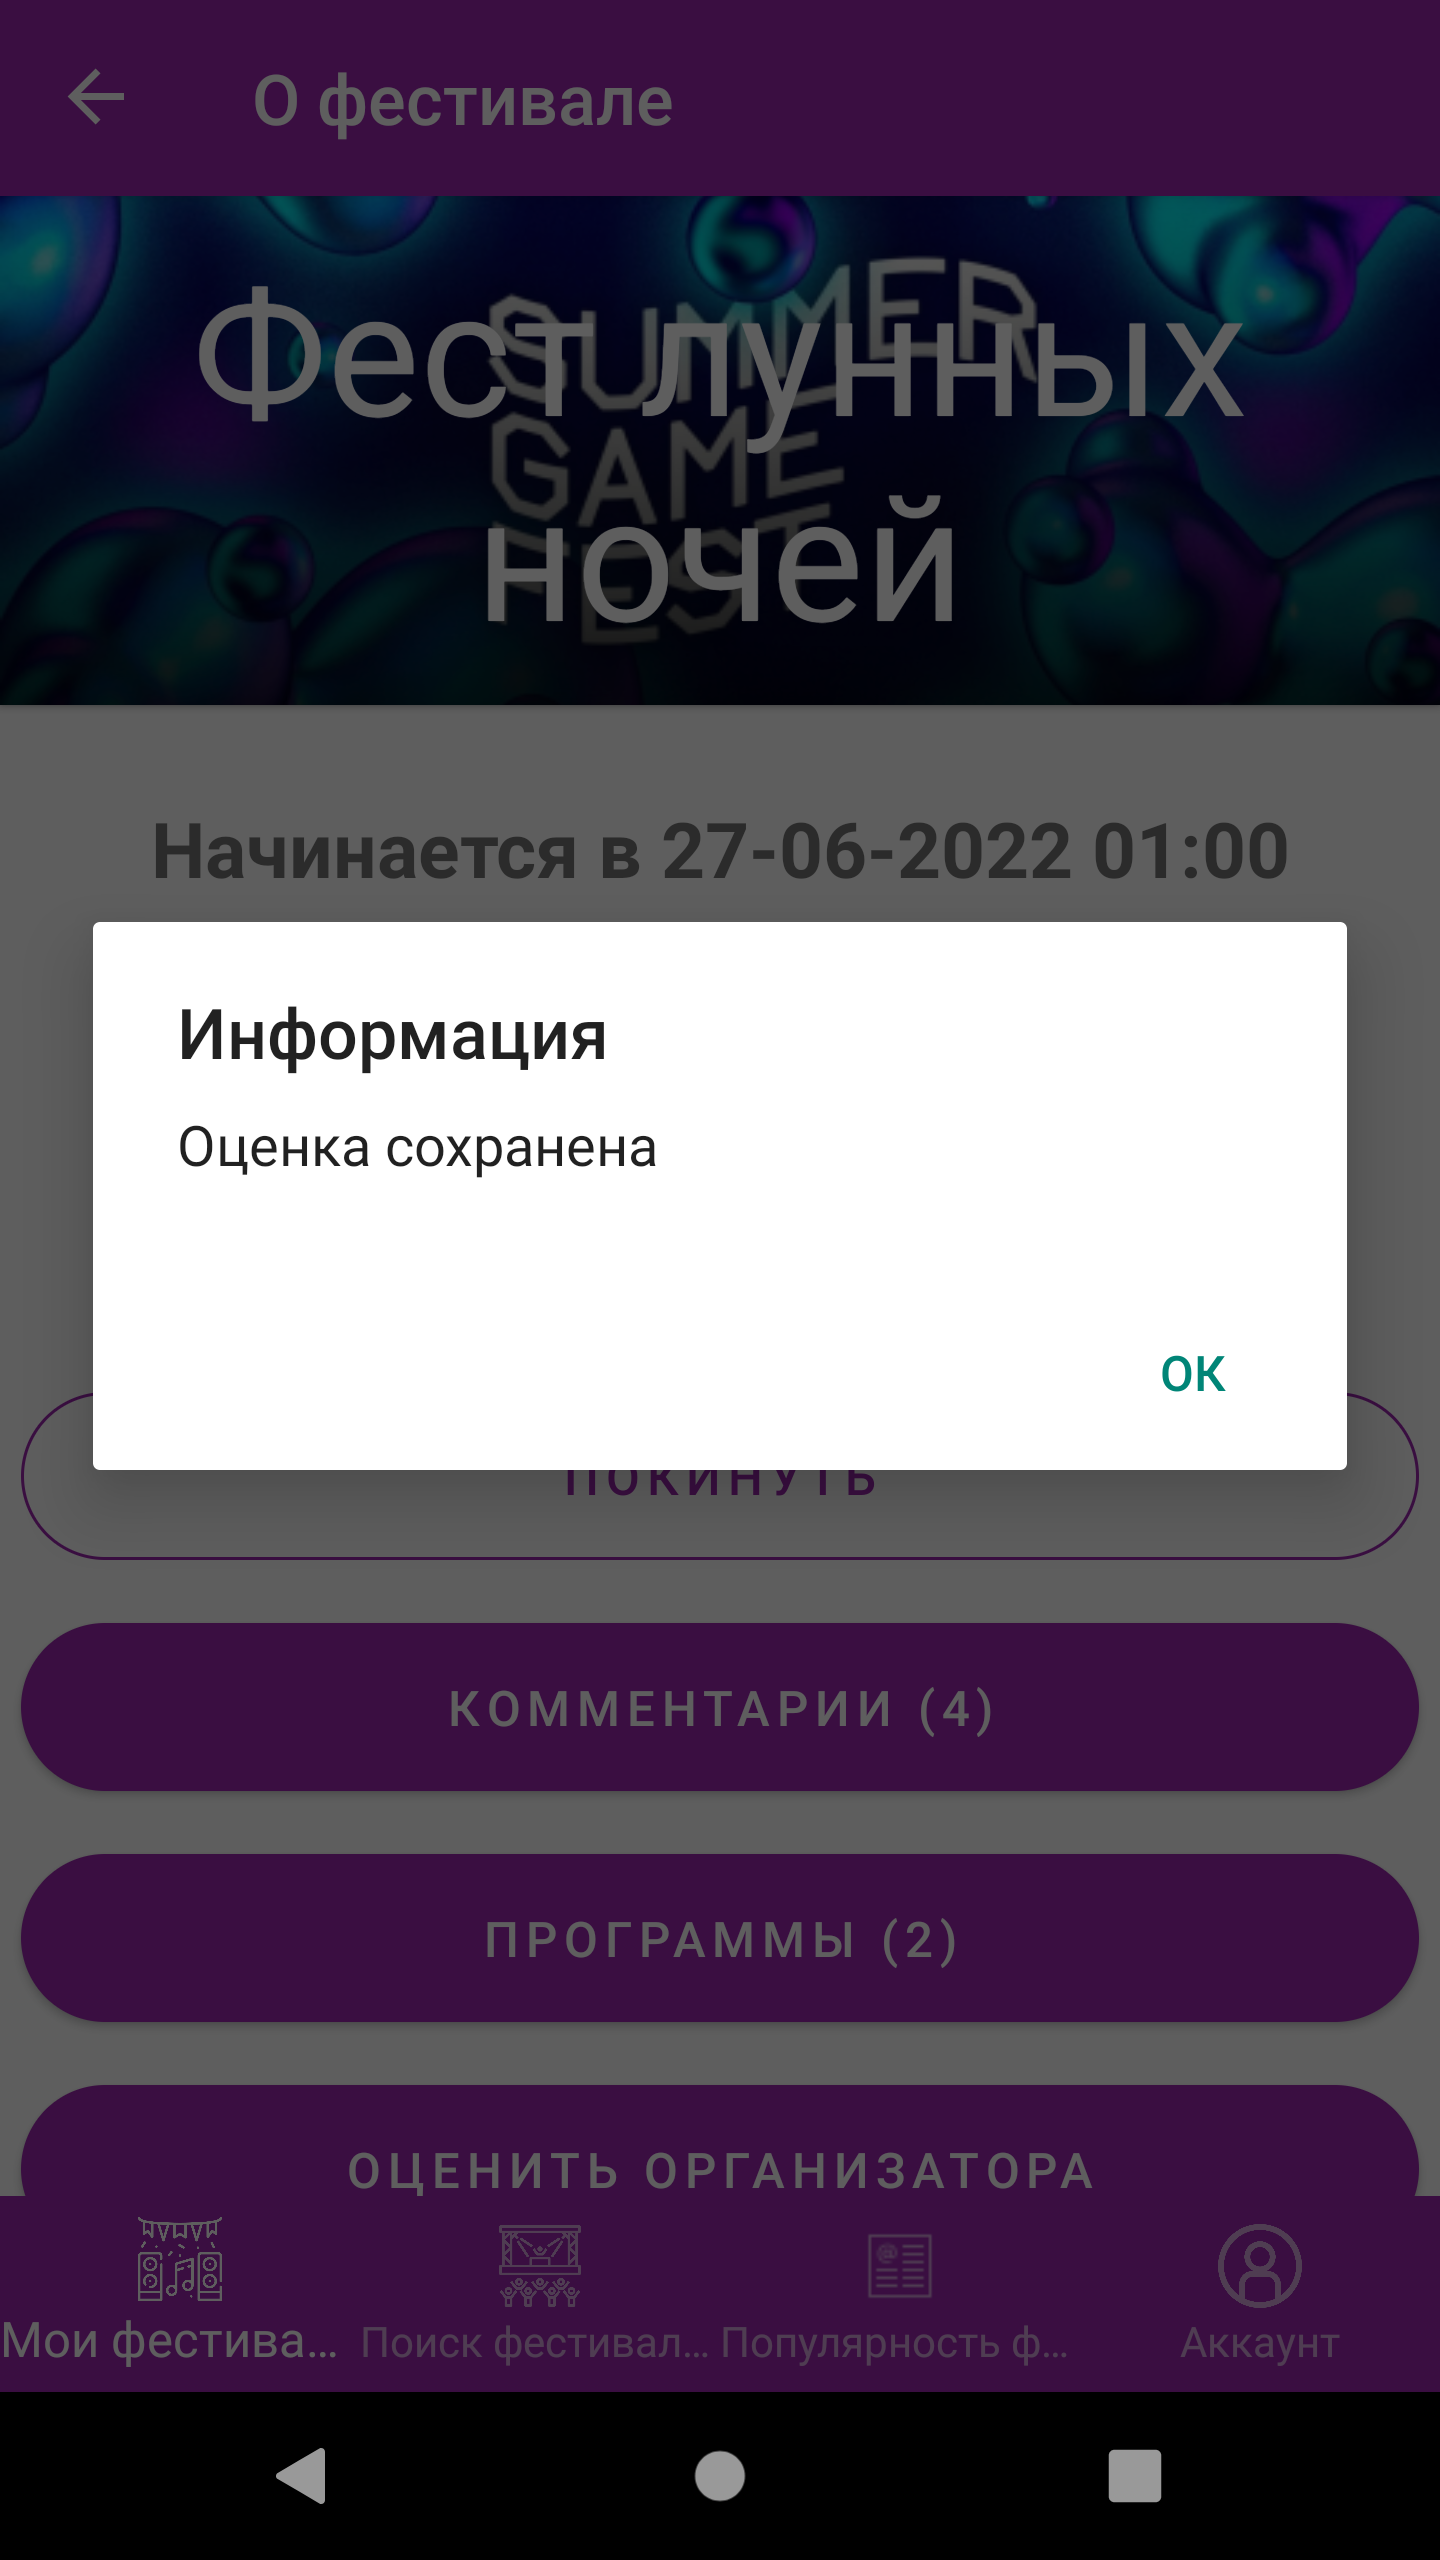 О фестивале
SUMMER
GAME
FEST
Фест лунных
ночей
Начинается в 27-06-2022 01:00
Информация
Оценка сохранена
ОК
ПОКИНУТЬ
КОММЕНТАРИИ (4)
ПРОГРАММЫ (2)
ОЦЕНИТЬ ОРГАНИЗАТОРА
Мои фестива...
Поиск фестивал...
Популярность ф...
Аккаунт